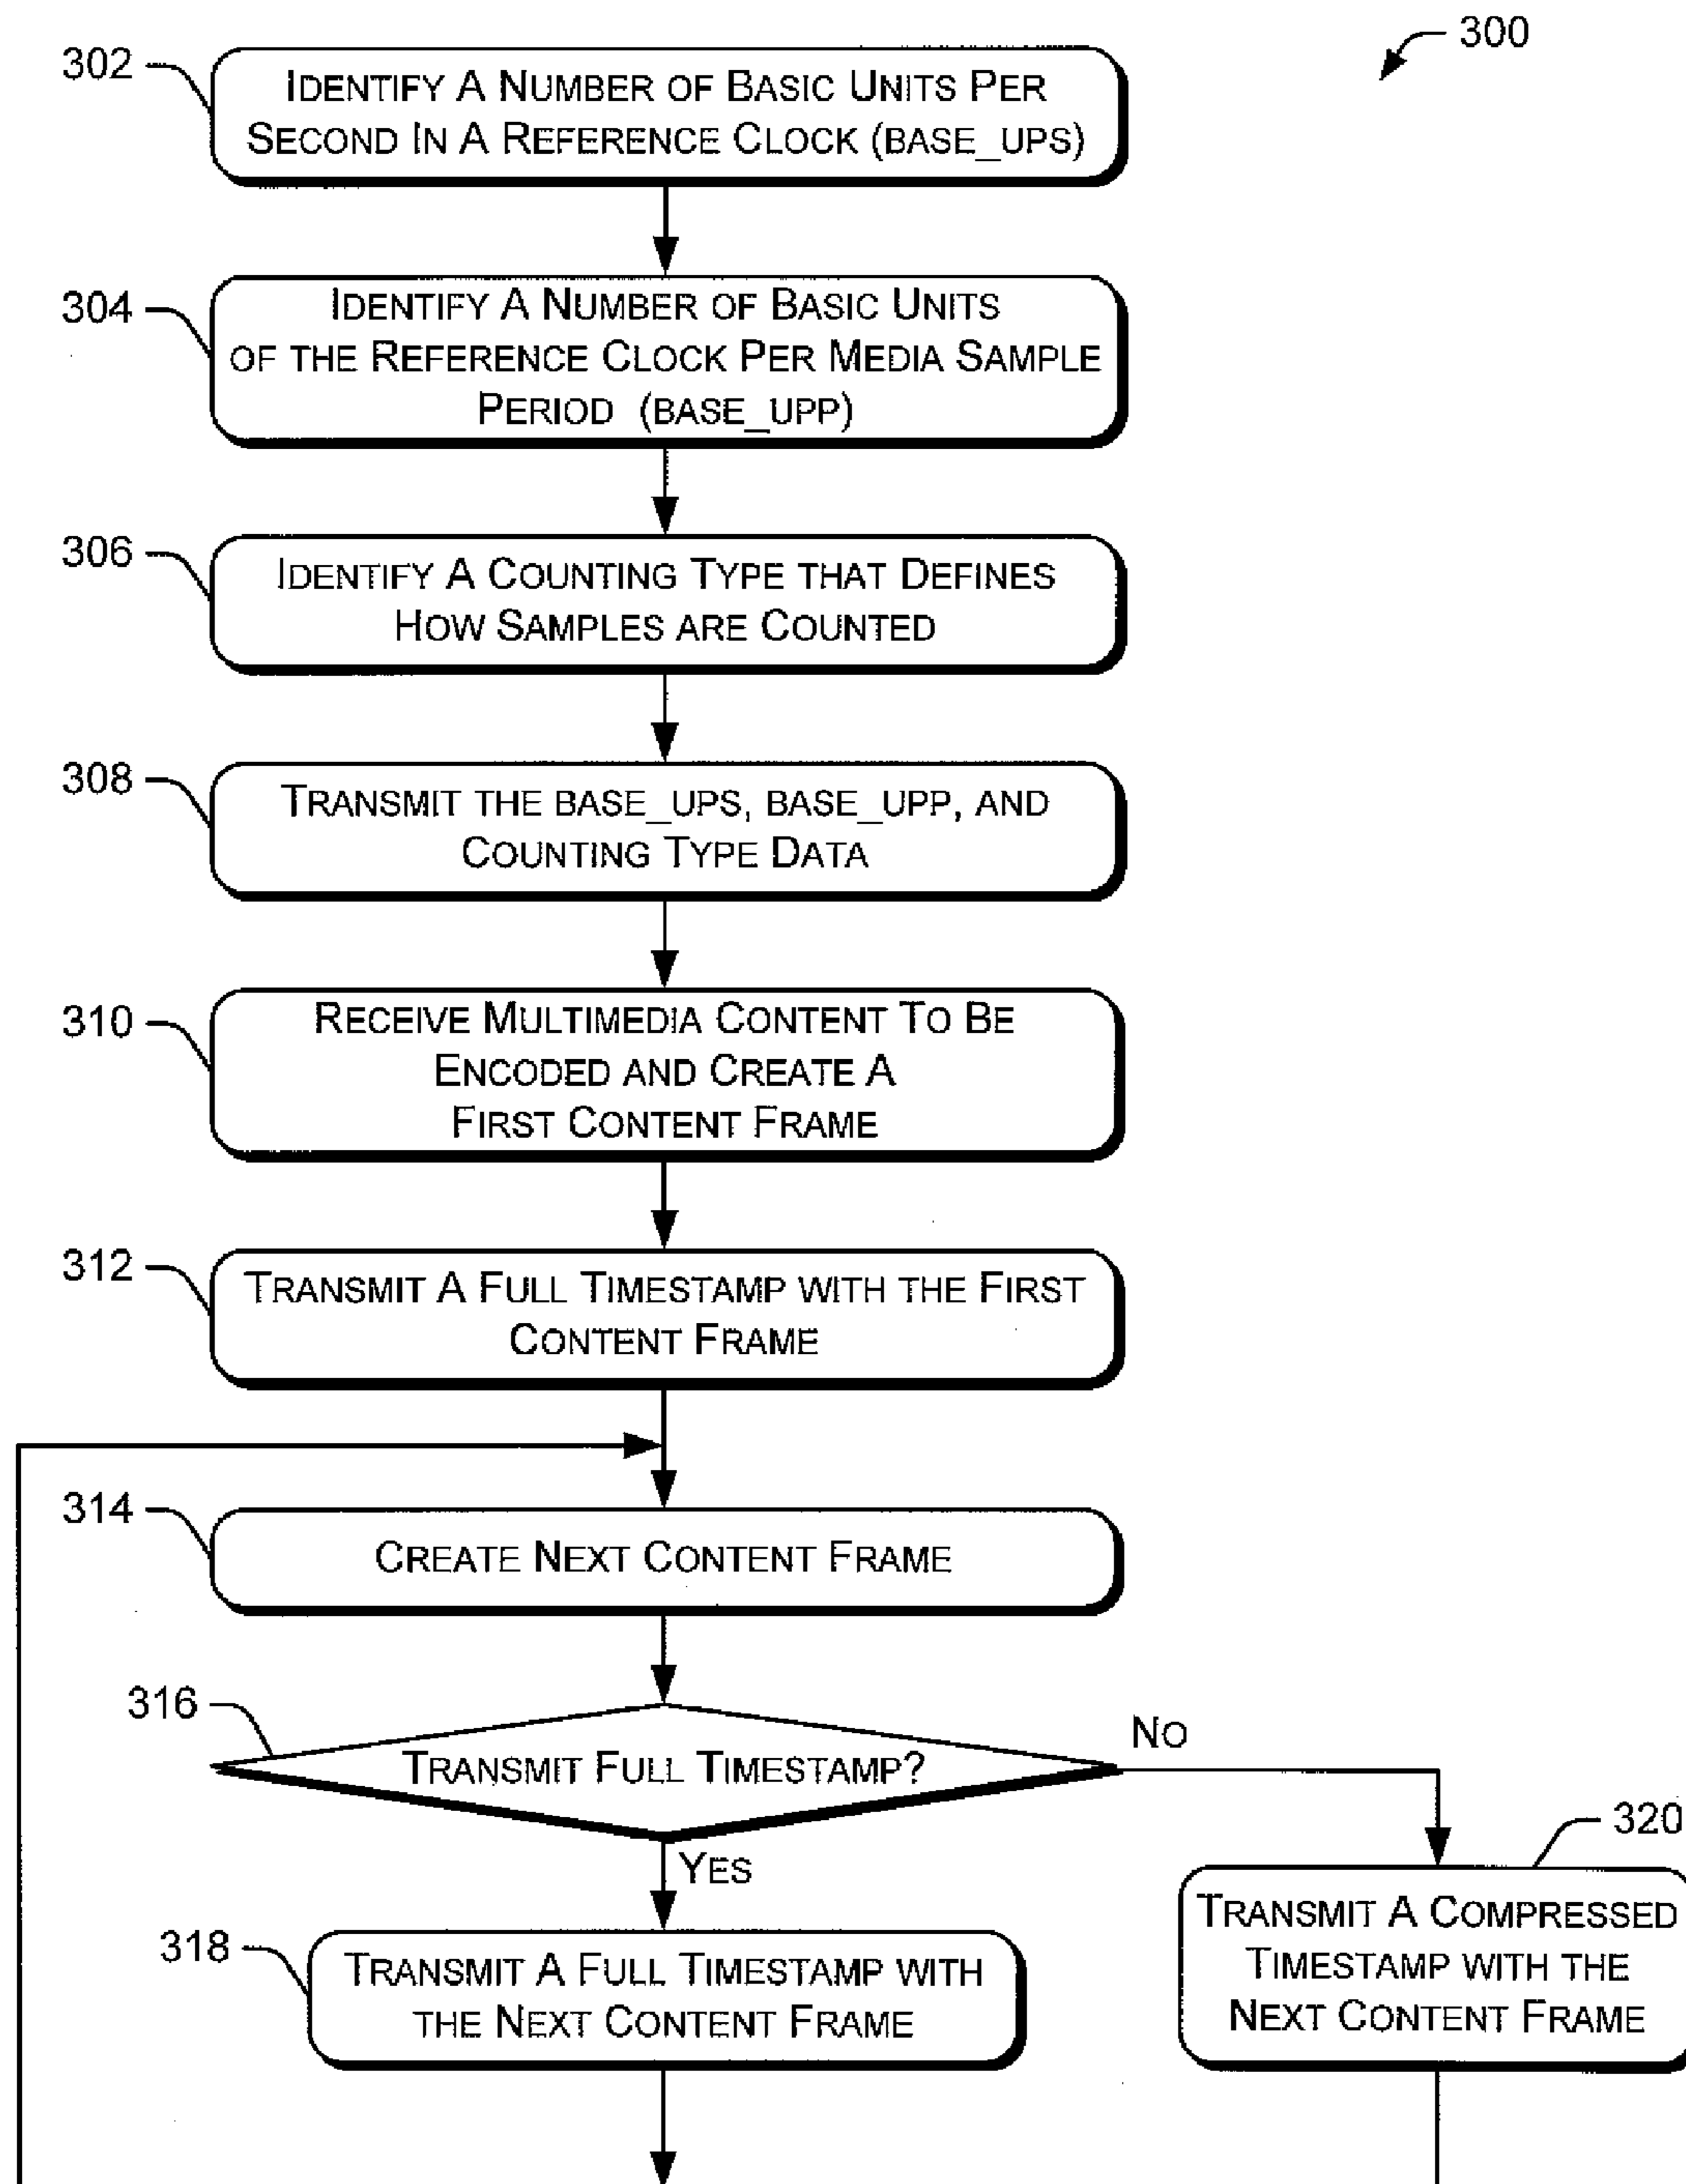 300
302
IDENTIFY A NUMBER OF BASIC UNITS PER
SECOND IN A REFERENCE CLOCK (BASE_UPS)
304
IDENTIFY A NUMBER OF BASIC UNITS
OF THE REFERENCE CLOCK PER MEDIA SAMPLE
PERIOD (BASE_UPP)
306
IDENTIFY A COUNTING TYPE THAT DEFINES
HOW SAMPLES ARE COUNTED
308
TRANSMIT THE BASE_UPS, BASE_UPP, AND
COUNTING TYPE DATA
310
RECEIVE MULTIMEDIA CONTENT TO BE
ENCODED AND CREATE A
FIRST CONTENT FRAME
312
TRANSMIT A FULL TIMESTAMP WITH THE FIRST
CONTENT FRAME
314
CREATE NEXT CONTENT FRAME
316
TRANSMIT FULL TIMESTAMP?
NO
YES
318
TRANSMIT A FULL TIMESTAMP WITH
THE NEXT CONTENT FRAME
320
TRANSMIT A COMPRESSED
TIMESTAMP WITH THE
NEXT CONTENT FRAME